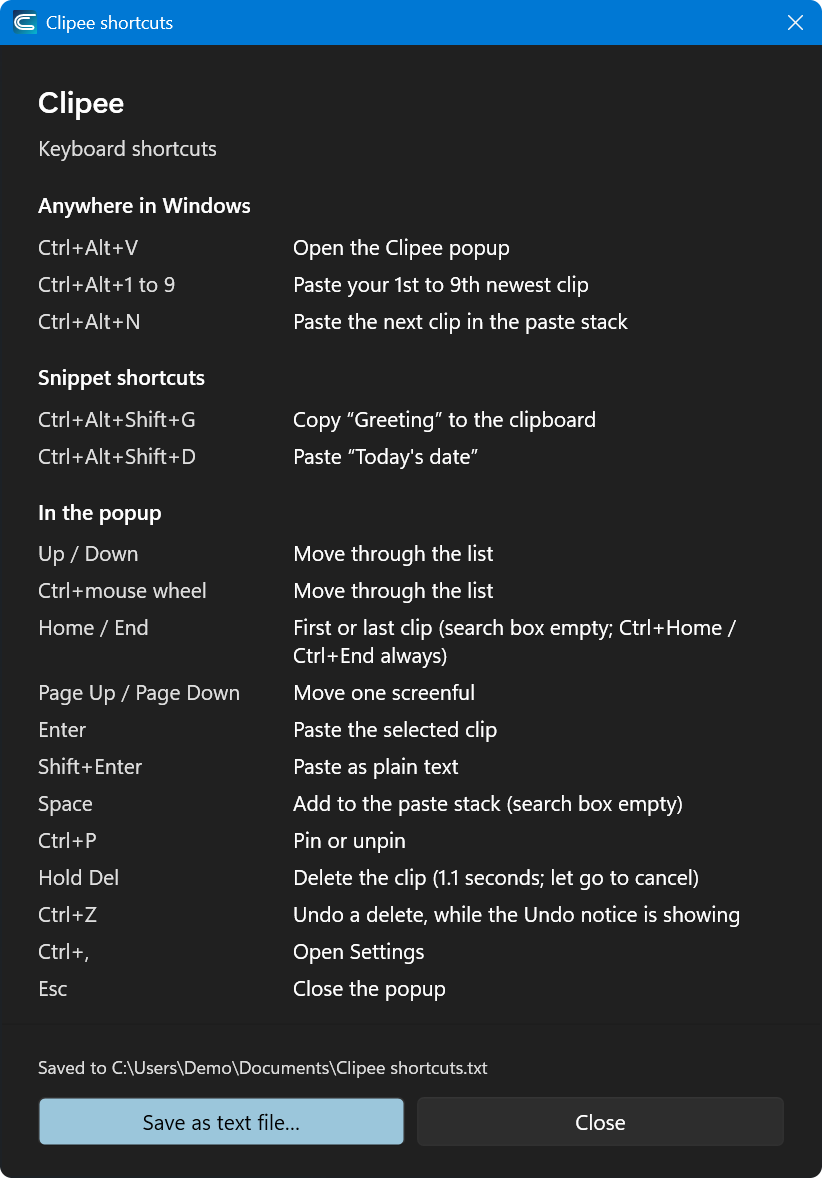 Clipee shortcuts
Clipee
Keyboard shortcuts
Anywhere in Windows
Ctrl+Alt+V Open the Clipee popup
Ctrl+Alt+1 to 9 Paste your 1st to 9th newest clip
Ctrl+Alt+N Paste the next clip in the paste stack
Snippet shortcuts
Ctrl+Alt+Shift+G Copy “Greeting” to the clipboard
Ctrl+Alt+Shift+D Paste “Today's date”
In the popup
Up / Down Move through the list
Ctrl+mouse wheel Move through the list
Home / End First or last clip (search box empty; Ctrl+Home /
Ctrl+End always)
Page Up / Page Down Move one screenful
Enter Paste the selected clip
Shift+Enter Paste as plain text
Space Add to the paste stack (search box empty)
Ctrl+P Pin or unpin
Hold Del Delete the clip (1.1 seconds; let go to cancel)
Ctrl+Z Undo a delete, while the Undo notice is showing
Ctrl+, Open Settings
Esc Close the popup
Saved to C:\Users\Demo\Documents\Clipee shortcuts.txt
Save as text file... Close